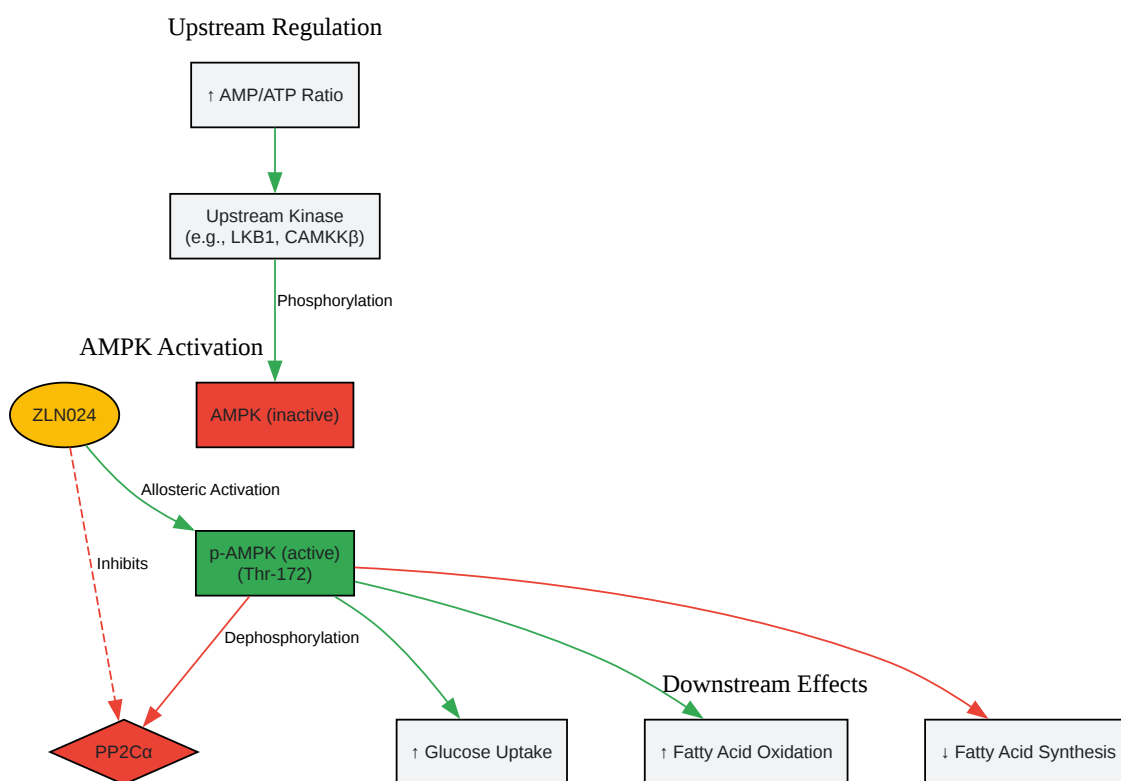 Upstream Regulation
↑ AMP/ATP Ratio
Upstream Kinase
(e.g., LKB1, CAMKKβ)
Phosphorylation
AMPK Activation
ZLN024
AMPK (inactive)
Allosteric Activation
p-AMPK (active)
(Thr-172)
Inhibits
Dephosphorylation
Downstream Effects
PP2Cα
↑ Glucose Uptake
↑ Fatty Acid Oxidation
↓ Fatty Acid Synthesis